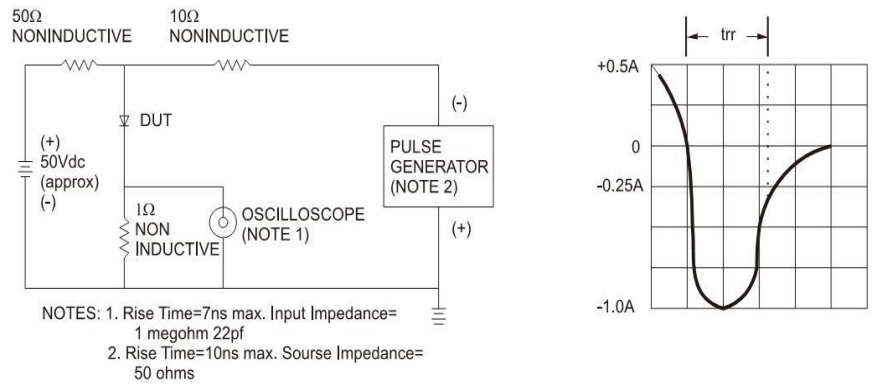 50Ω
NONINDUCTIVE
10Ω
NONINDUCTIVE
DUT
(+)
50Vdc
(approx)
(-)
1Ω
NON
INDUCTIVE
OSCILLOSCOPE
(NOTE 1)
(-)
PULSE
GENERATOR
(NOTE 2)
(+)
NOTES: 1. Rise Time=7ns max. Input Impedance=
1 megohm 22pf
2. Rise Time=10ns max. Sourse Impedance=
50 ohms
trr
+0.5A
0
-0.25A
-1.0A